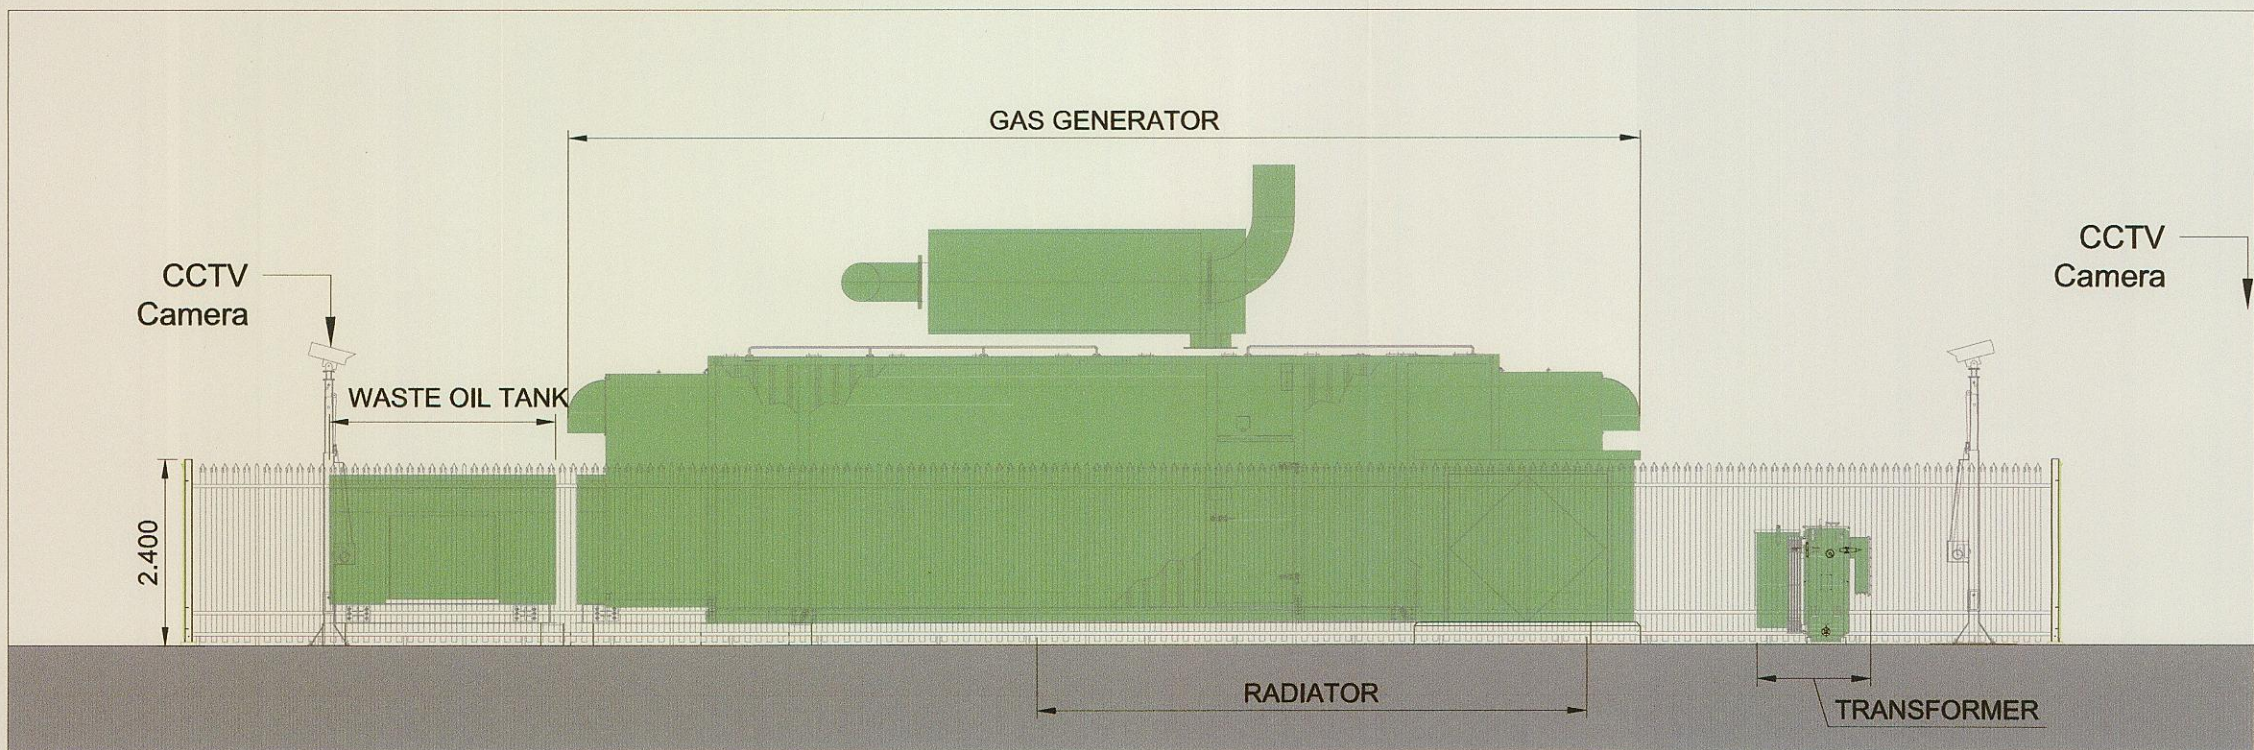 GAS GENERATOR
CCTV
Camera
CCTV
Camera
WASTE OIL TANK
2.400
RADIATOR
TRANSFORMER